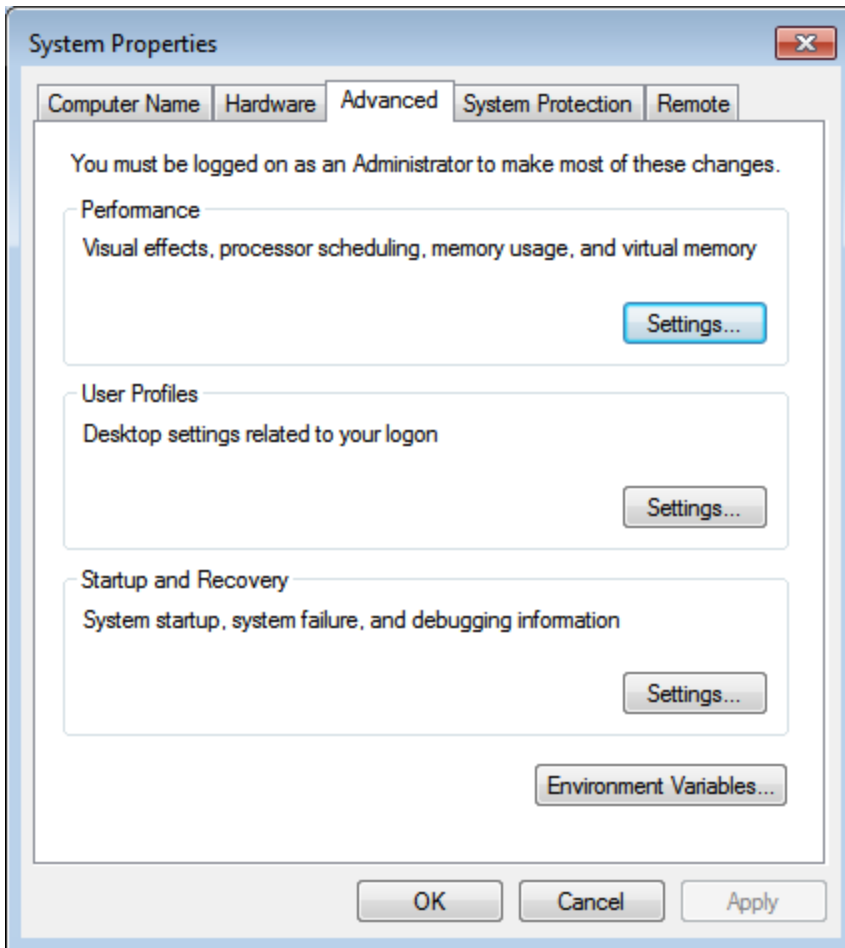 System Properties
Computer Name Hardware Advanced System Protection Remote
You must be logged on as an Administrator to make most of these changes.
Performance
Visual effects, processor scheduling, memory usage, and virtual memory
Settings...
User Profiles
Desktop settings related to your logon
Settings...
Startup and Recovery
System startup, system failure, and debugging information
Settings...
Environment Variables...
OK Cancel Apply